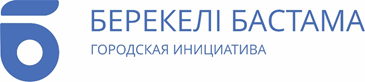 БЕРЕКЕЛІ БАСТАМА
ГОРОДСКАЯ ИНИЦИАТИВА